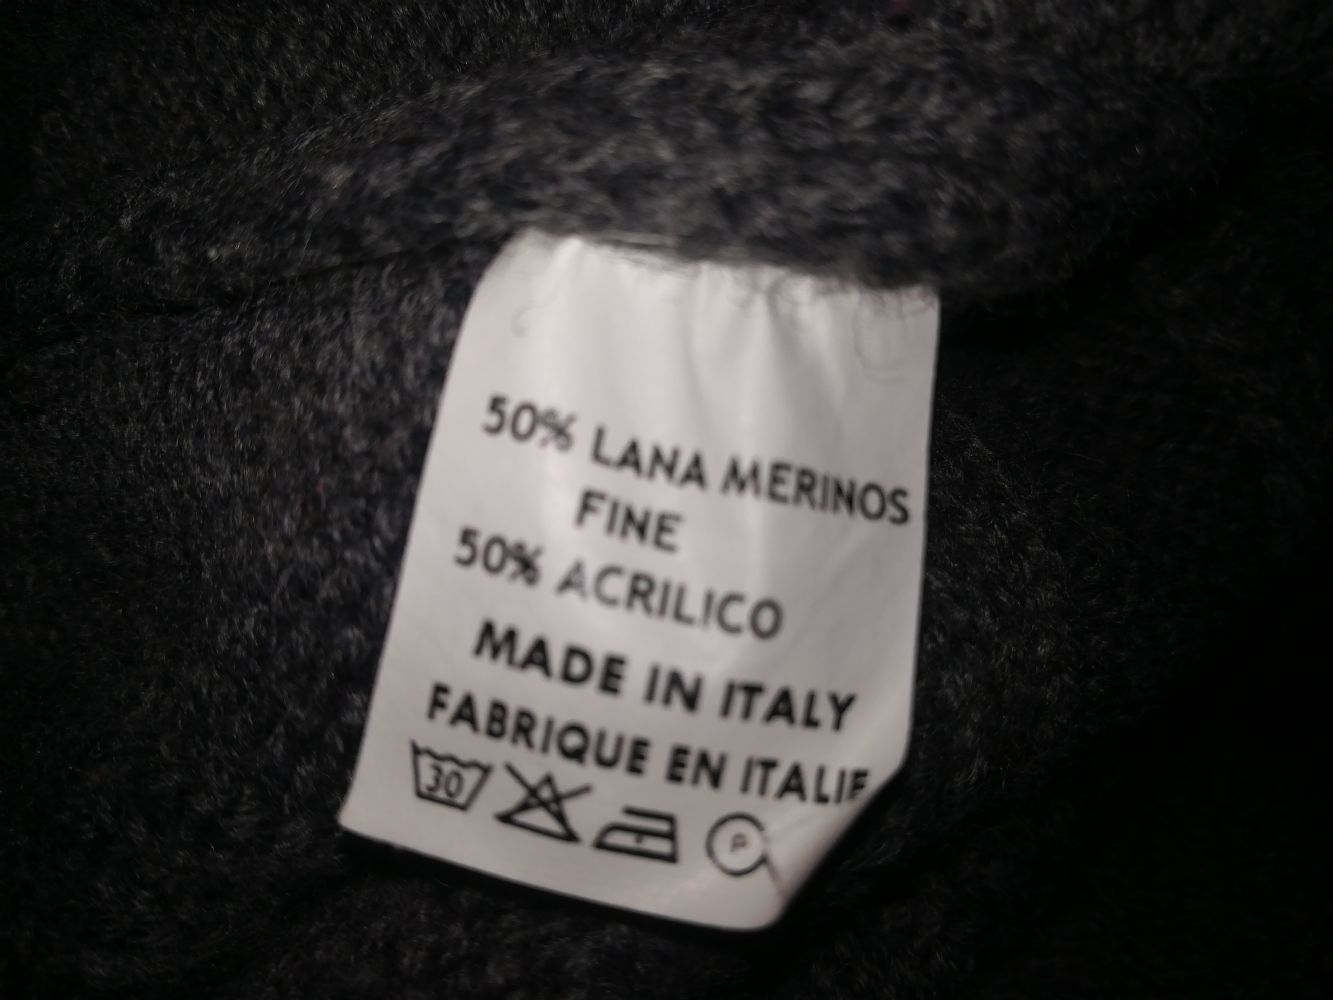 50% LANA MERINOS
FINE
50% ACRILICO
MADE IN ITALY
FABRIQUE EN ITALIE
30 P